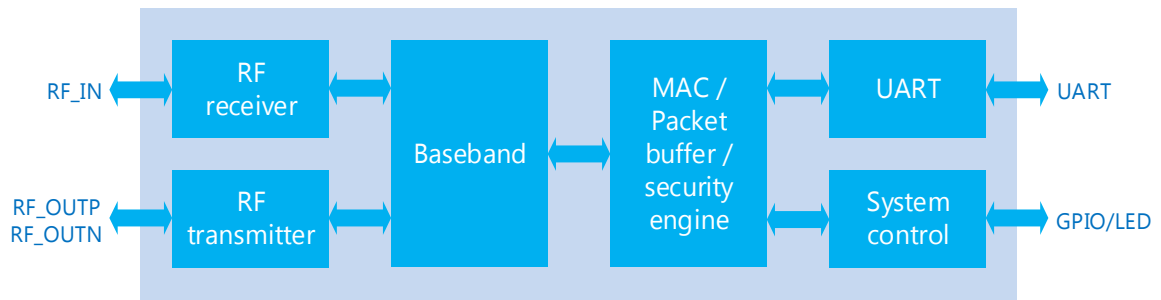 RF_IN
RF
receiver
RF_OUTP
RF_OUTN
RF
transmitter
Baseband
MAC /
Packet
buffer /
security
engine
UART
UART
System
control
GPIO/LED